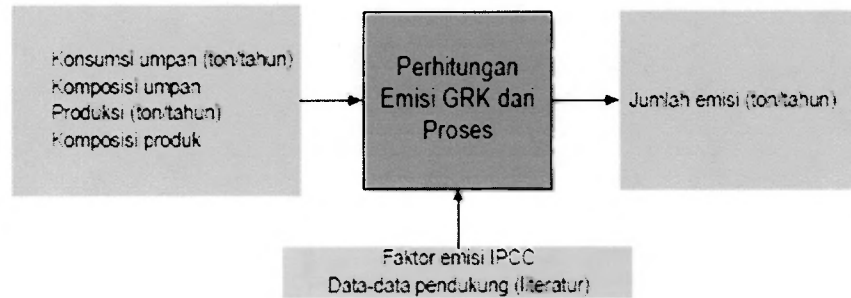 Konsumsi umpan (ton/tahun)
Komposisi umpan
Produksi (ton/tahun)
Komposisi produk
Perhitungan
Emisi GRK dari
Proses
Jumlah emisi (ton/tahun)
Faktor emisi IPCC
Data-data pendukung (literatur)